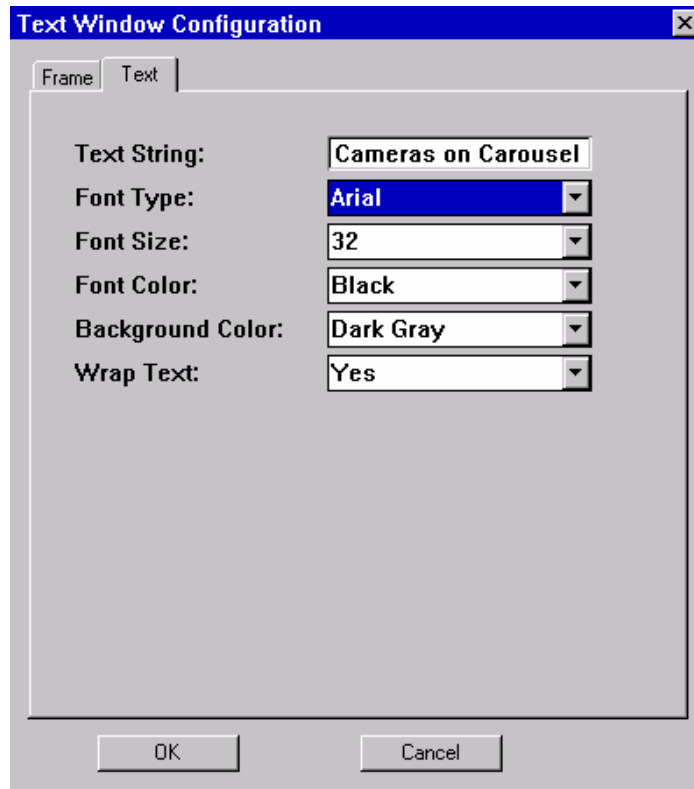 Text Window Configuration
Frame Text
Text String: Cameras on Carousel
Font Type: Arial
Font Size: 32
Font Color: Black
Background Color: Dark Gray
Wrap Text: Yes
OK Cancel